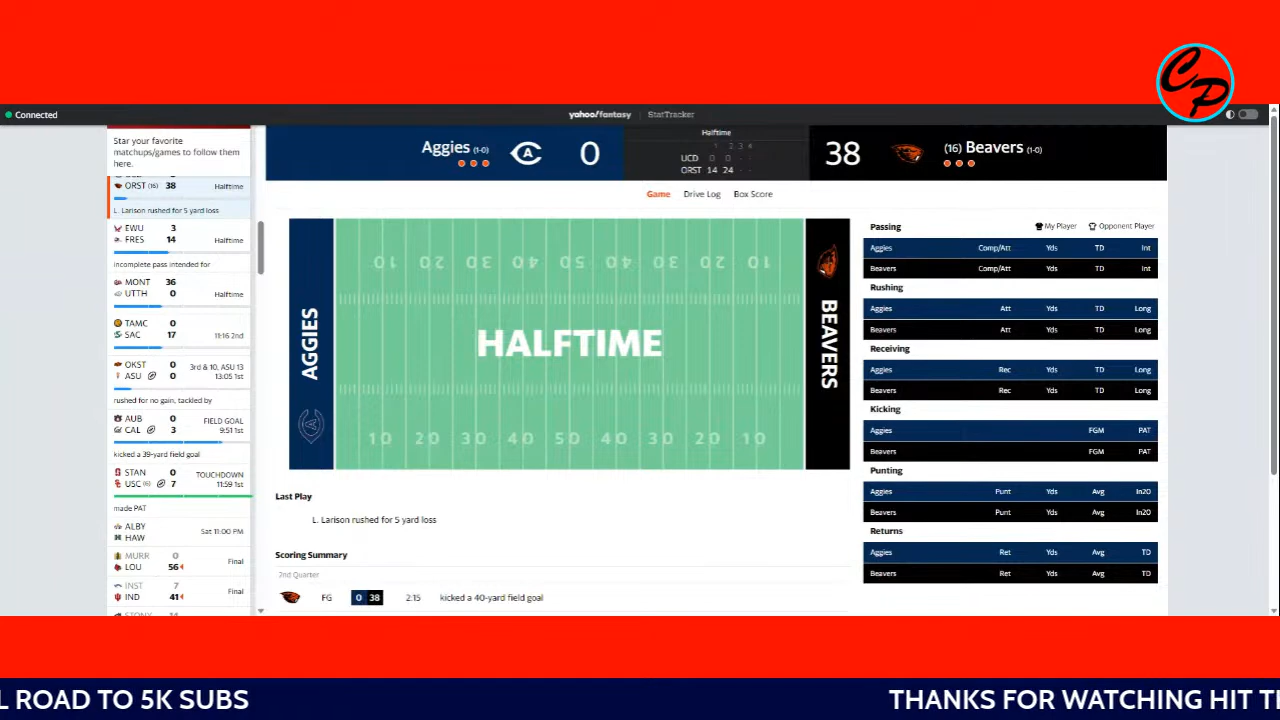 CP
Connected
yahoo/fantasy | StatTracker
Star your favorite
matchups/games to follow them
here.
ORST (16) 38 Halftime
L. Larison rushed for 5 yard loss
EWU 3
FRES 14 Halftime
incomplete pass intended for
MONT 36
UTTH 0 Halftime
TAMC 0
SAC 17 11:16 2nd
OKST 0 3rd & 10, ASU 13
ASU 0 13:05 1st
rushed for no gain, tackled by
AUB 0 FIELD GOAL
CAL 3 9:51 1st
kicked a 39-yard field goal
STAN 0 TOUCHDOWN
USC (6) 7 11:59 1st
made PAT
ALBY
HAW Sat 11:00 PM
MURR 0
LOU 56 Final
INST 7
IND 41 Final
Aggies (1-0) CA 0
Halftime
1 2 3 4
UCD 0 0 - -
ORST 14 24 - -
38 (16) Beavers (1-0)
Game Drive Log Box Score
AGGIES
10 20 30 40 50 40 30 20 10
HALFTIME
10 20 30 40 50 40 30 20 10
BEAVERS
Last Play
L. Larison rushed for 5 yard loss
Scoring Summary
2nd Quarter
FG 0 38 2:15 kicked a 40-yard field goal
Passing My Player Opponent Player
Aggies Comp/Att Yds TD Int
Beavers Comp/Att Yds TD Int
Rushing
Aggies Att Yds TD Long
Beavers Att Yds TD Long
Receiving
Aggies Rec Yds TD Long
Beavers Rec Yds TD Long
Kicking
Aggies FGM PAT
Beavers FGM PAT
Punting
Aggies Punt Yds Avg In20
Beavers Punt Yds Avg In20
Returns
Aggies Ret Yds Avg TD
Beavers Ret Yds Avg TD
L ROAD TO 5K SUBS THANKS FOR WATCHING HIT T